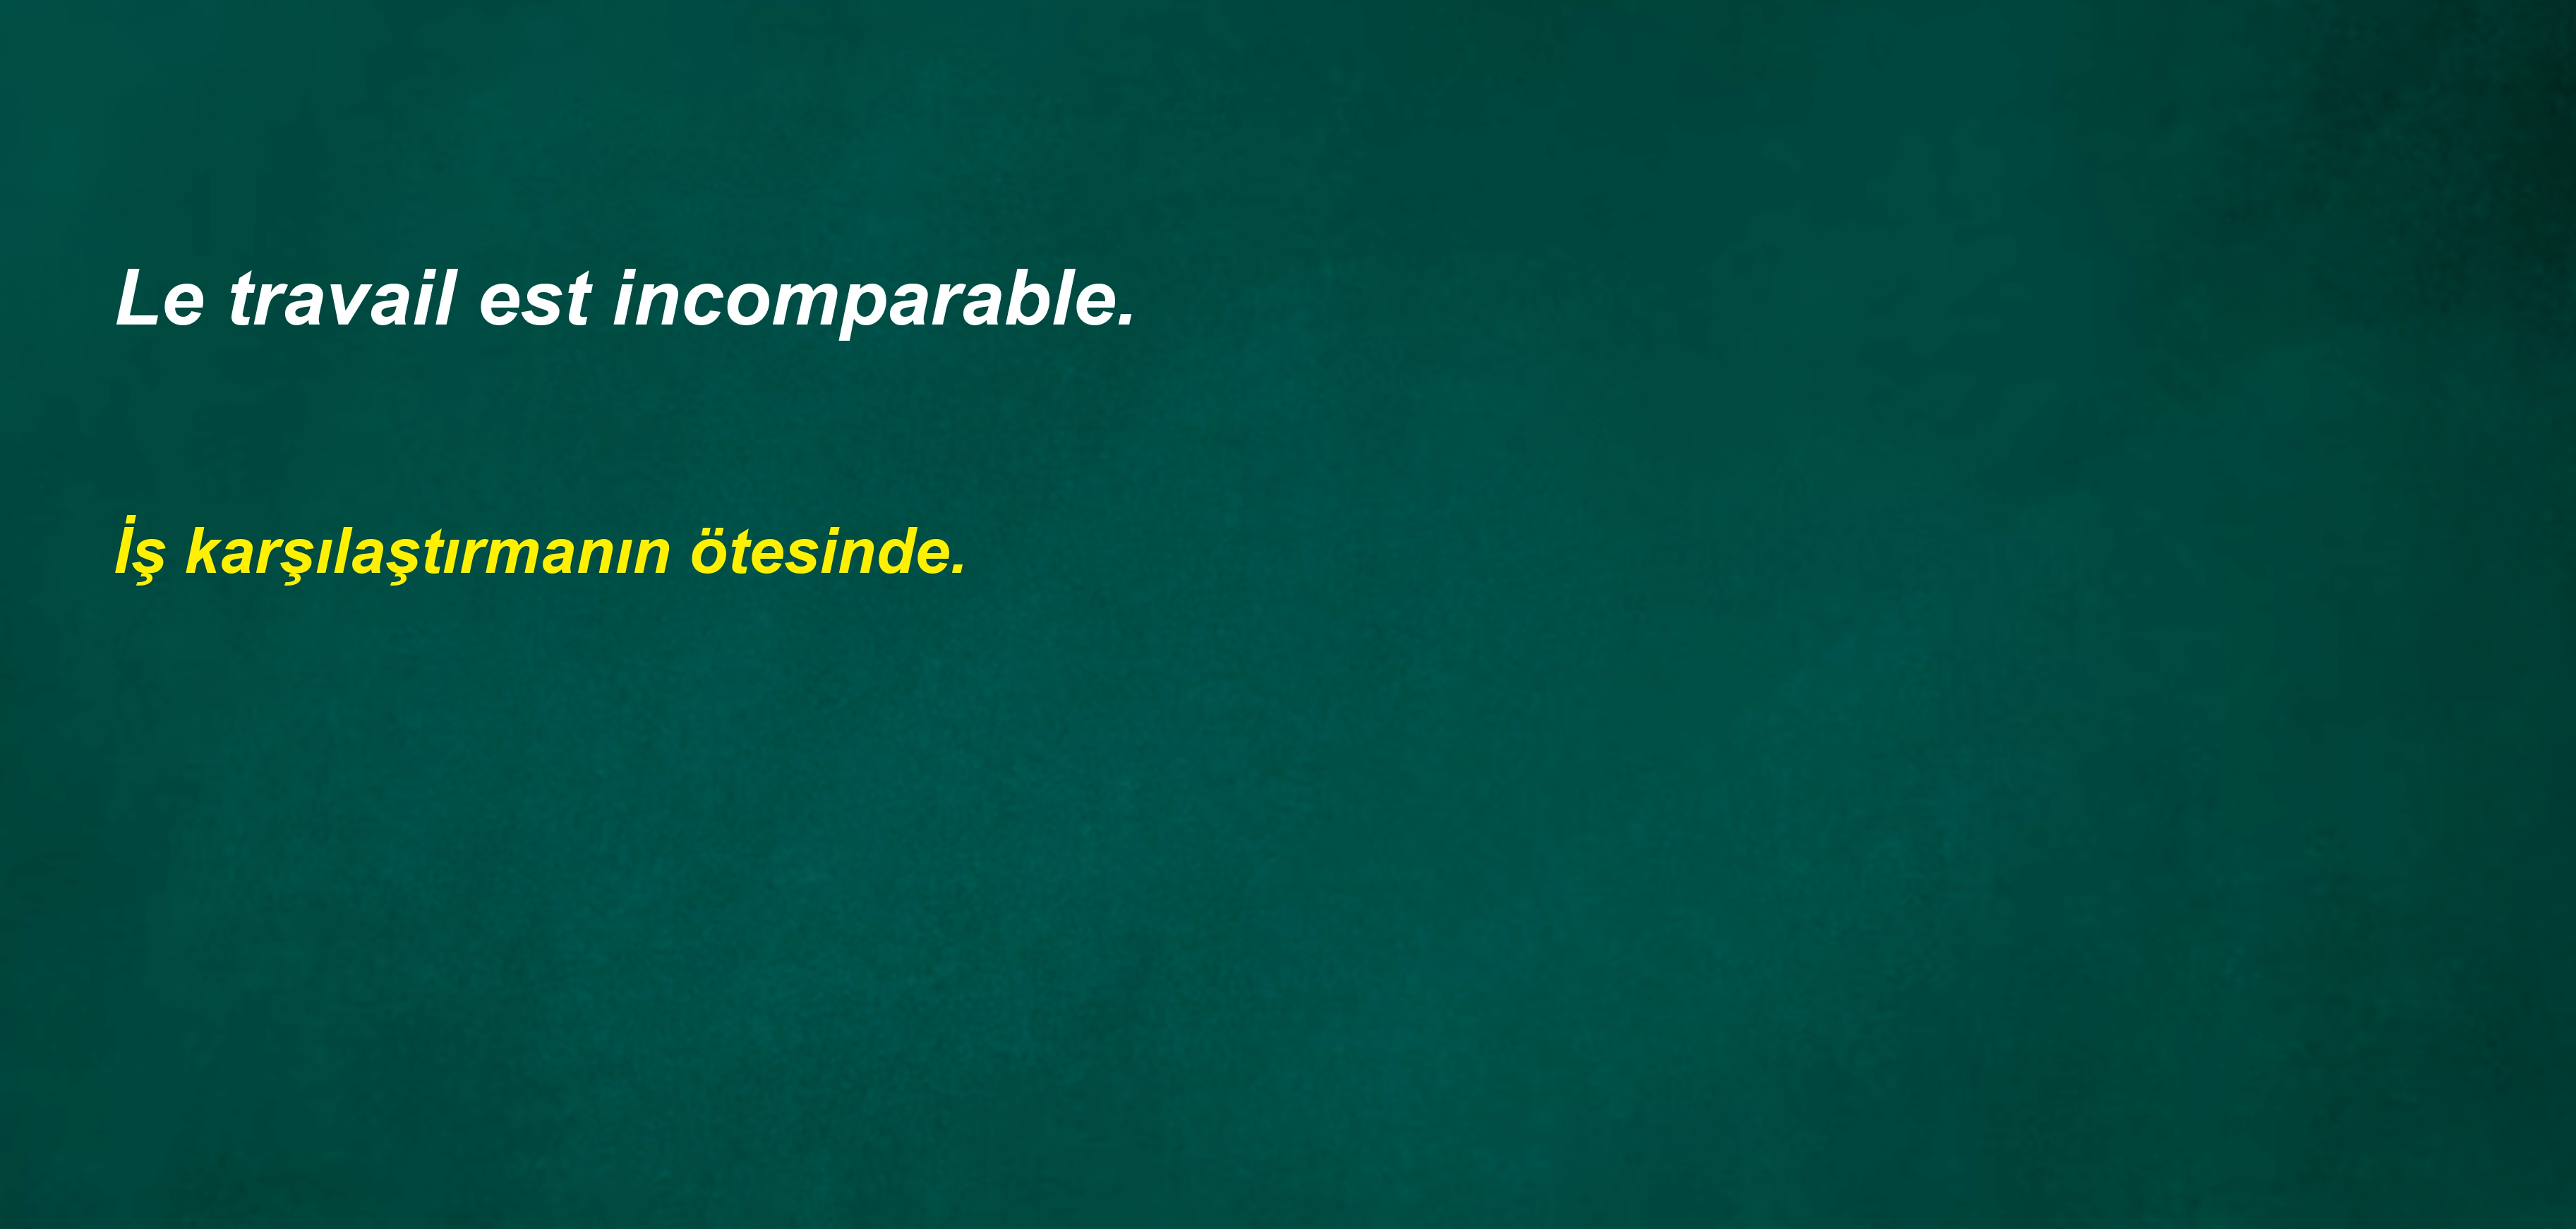 Le travail est incomparable.
İş karşılaştırmanın ötesinde.